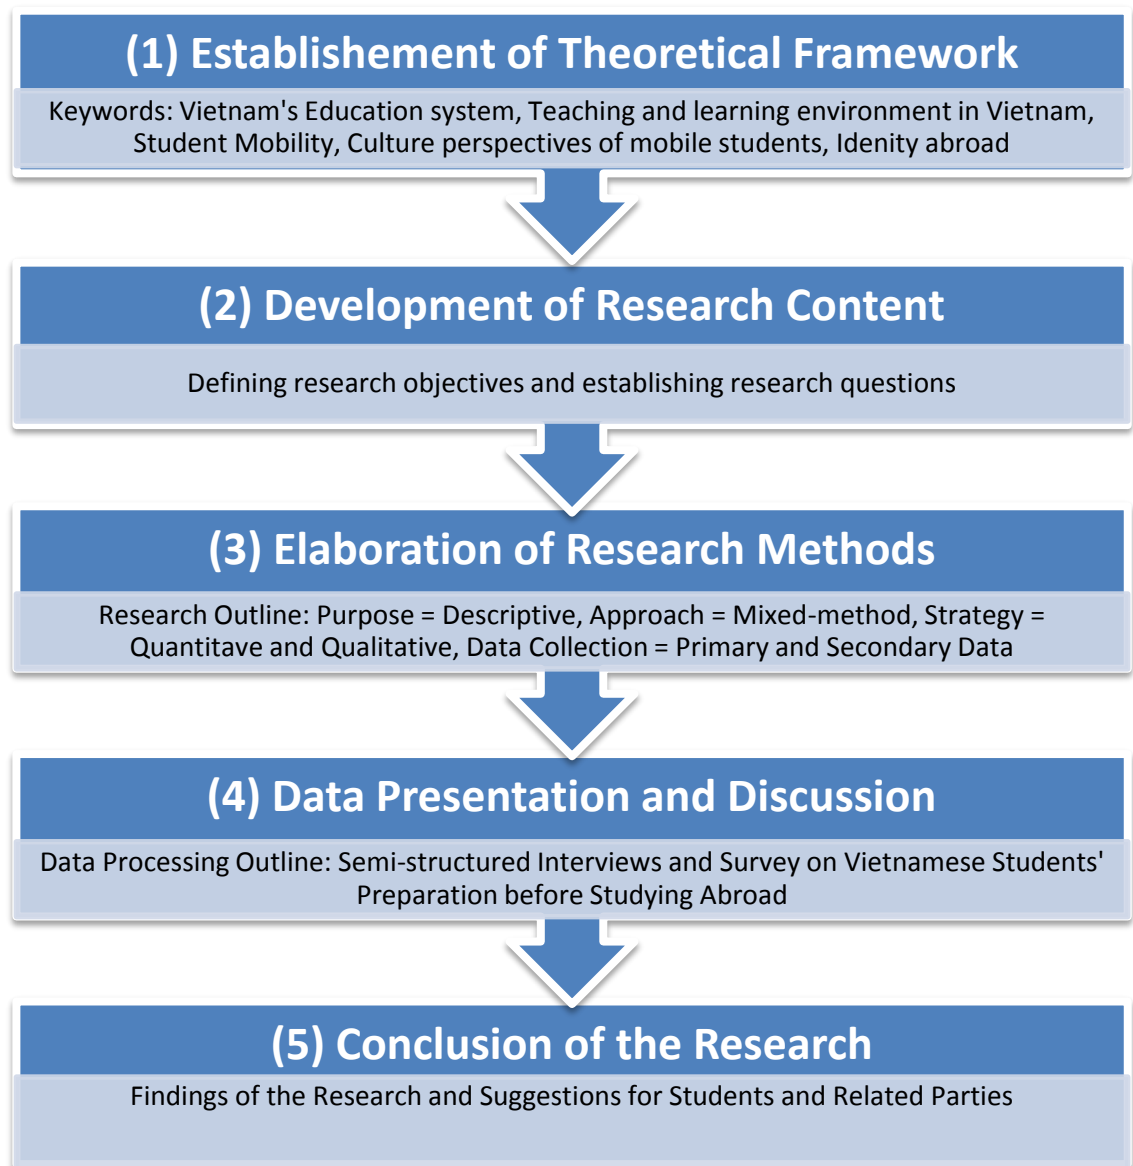 (1) Establishement of Theoretical Framework
Keywords: Vietnam's Education system, Teaching and learning environment in Vietnam,
Student Mobility, Culture perspectives of mobile students, Idenity abroad
(2) Development of Research Content
Defining research objectives and establishing research questions
(3) Elaboration of Research Methods
Research Outline: Purpose = Descriptive, Approach = Mixed-method, Strategy =
Quantitave and Qualitative, Data Collection = Primary and Secondary Data
(4) Data Presentation and Discussion
Data Processing Outline: Semi-structured Interviews and Survey on Vietnamese Students'
Preparation before Studying Abroad
(5) Conclusion of the Research
Findings of the Research and Suggestions for Students and Related Parties